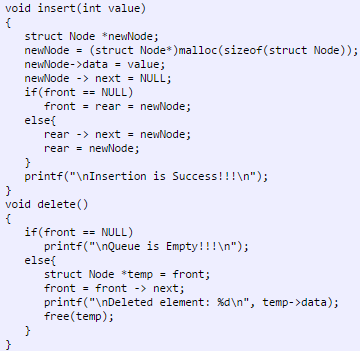 void insert(int value)
{
   struct Node *newNode;
   newNode = (struct Node*)malloc(sizeof(struct Node));
   newNode->data = value;
   newNode -> next = NULL;
   if(front == NULL)
      front = rear = newNode;
   else{
      rear -> next = newNode;
      rear = newNode;
   }
   printf("\nInsertion is Success!!!\n");
}
void delete()
{
   if(front == NULL)
      printf("\nQueue is Empty!!!\n");
   else{
      struct Node *temp = front;
      front = front -> next;
      printf("\nDeleted element: %d\n", temp->data);
      free(temp);
   }
}